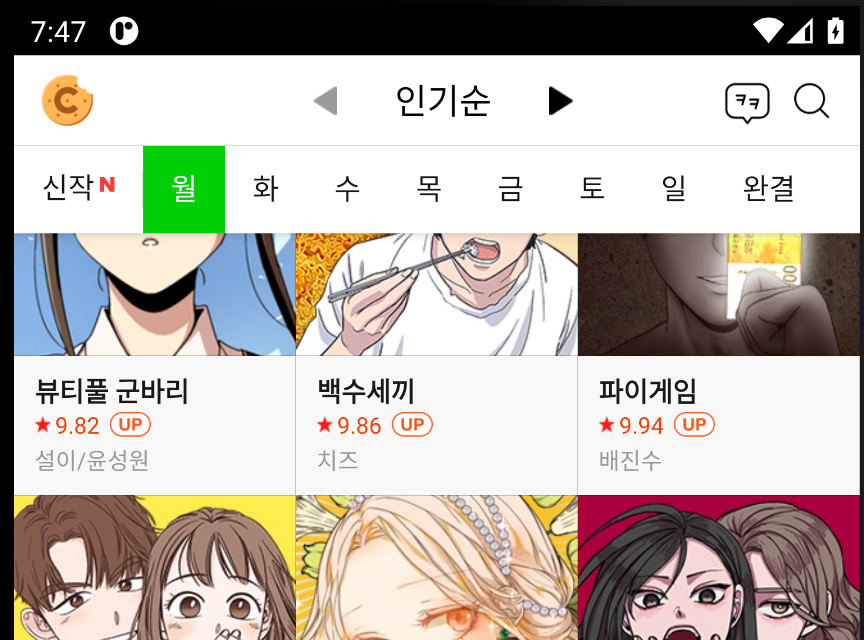 7:47
인기순 ㅋㅋ
신작 N 월 화 수 목 금 토 일 완결
뷰티풀 군바리 백수세끼 파이게임
★9.82 UP ★9.86 UP ★9.94 UP
설이/윤성원 치즈 배진수